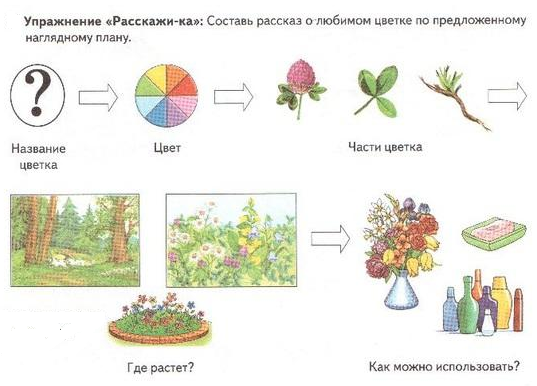 Упражнение «Расскажи-ка»: Составь рассказ о любимом цветке по предложенному
наглядному плану.
?
Название
цветка
Цвет
Части цветка
Где растет?
Как можно использовать?